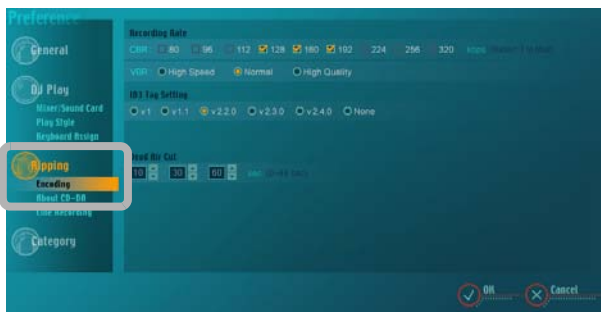 Preference
General
DJ Play
Mixer/Sound Card
Play Style
Keyboard Assign
Ripping
Encoding
About CD-DA
Line Recording
Category
Recording Rate
CBR: 80 96 112 128 160 192 224 256 320 kbps
VBR: High Speed Normal High Quality
ID3 Tag Setting
v1 v1.1 v2.2.0 v2.3.0 v2.4.0 None
Dead Air Cut
10 30 60 sec
OK Cancel